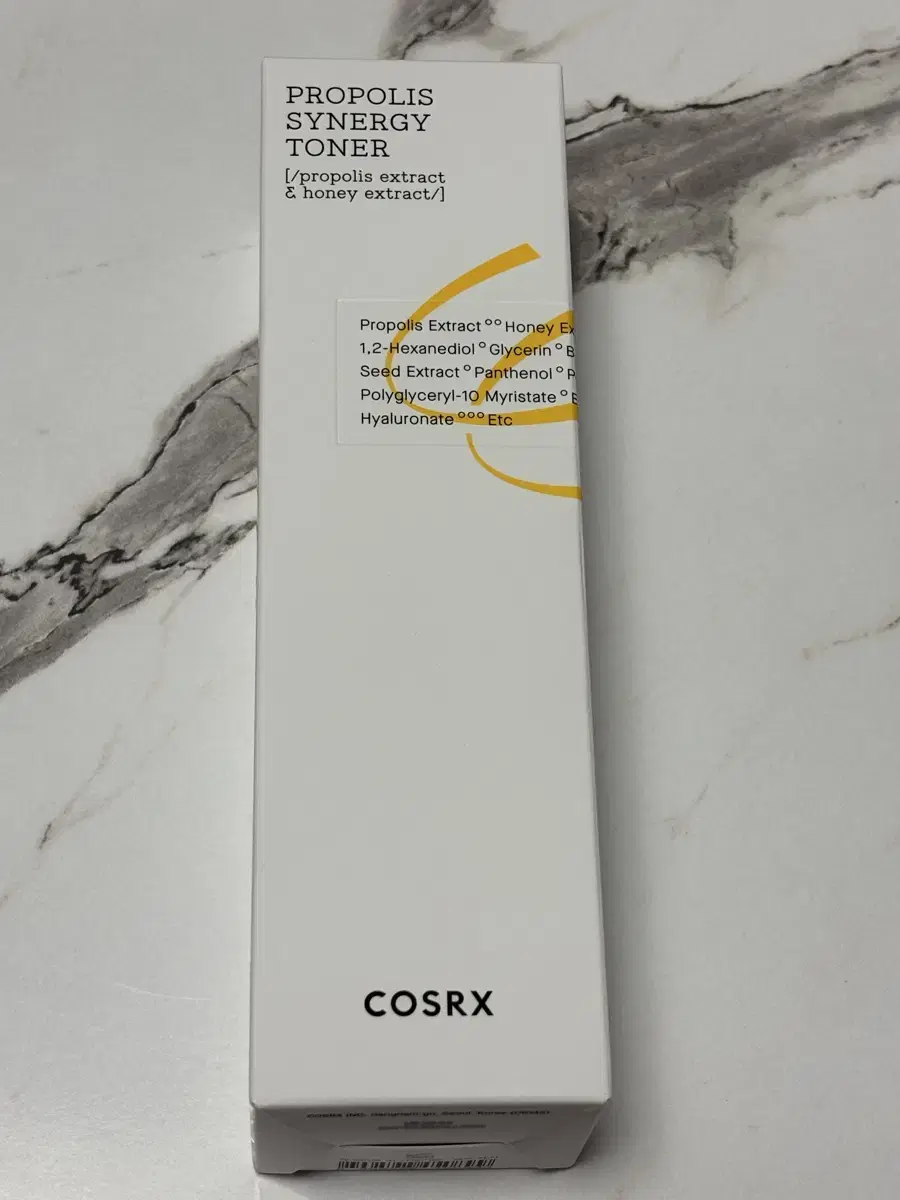 PROPOLIS
SYNERGY
TONER
[/propolis extract
& honey extract/]
Propolis Extract °° Honey Ex
1,2-Hexanediol ° Glycerin ° B
Seed Extract ° Panthenol ° P
Polyglyceryl-10 Myristate ° B
Hyaluronate °°° Etc
COSRX